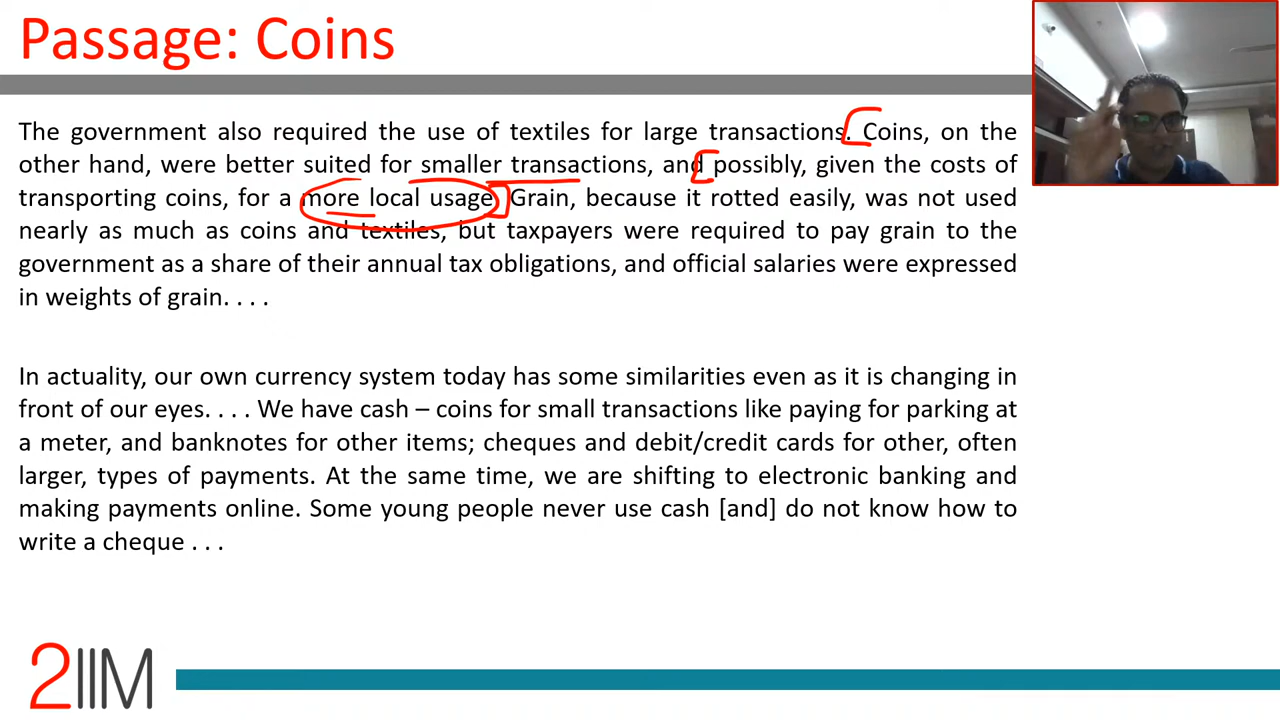 Passage: Coins
The government also required the use of textiles for large transactions. Coins, on the
other hand, were better suited for smaller transactions, and possibly, given the costs of
transporting coins, for a more local usage. Grain, because it rotted easily, was not used
nearly as much as coins and textiles, but taxpayers were required to pay grain to the
government as a share of their annual tax obligations, and official salaries were expressed
in weights of grain. . . .
In actuality, our own currency system today has some similarities even as it is changing in
front of our eyes. . . . We have cash – coins for small transactions like paying for parking at
a meter, and banknotes for other items; cheques and debit/credit cards for other, often
larger, types of payments. At the same time, we are shifting to electronic banking and
making payments online. Some young people never use cash [and] do not know how to
write a cheque . . .
2IIM